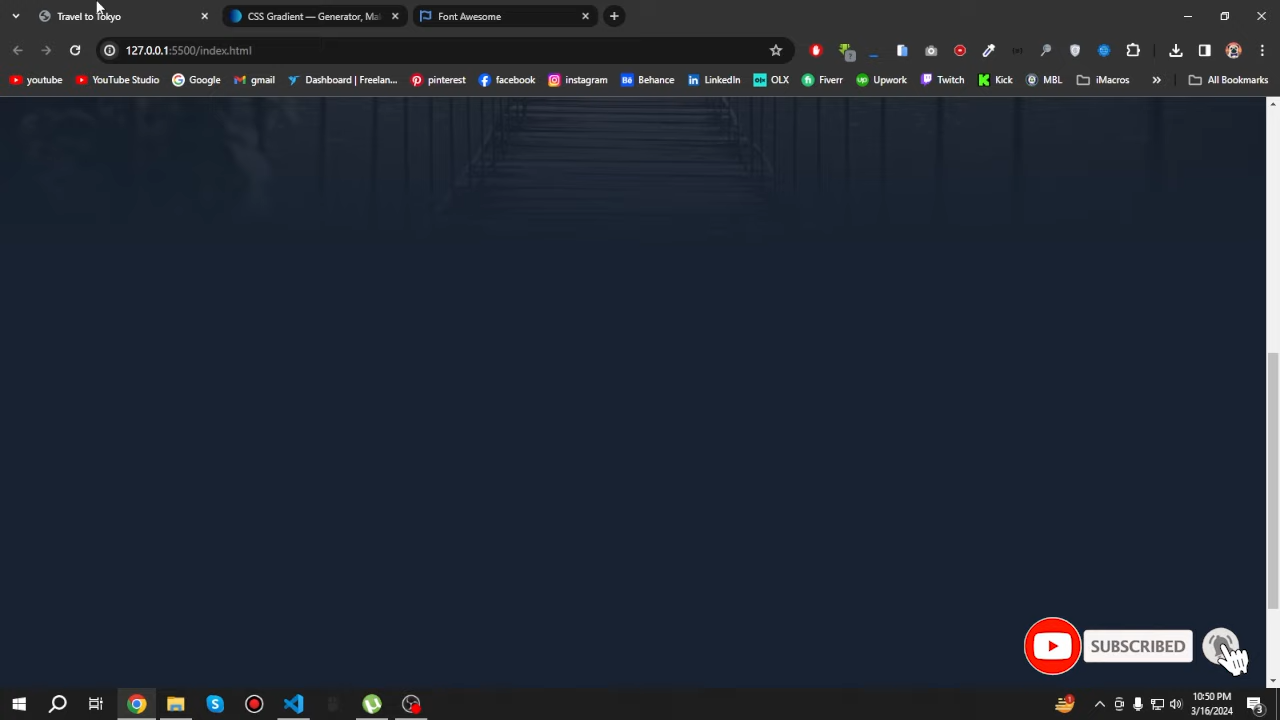 Travel to Tokyo
CSS Gradient — Generator, Ma
Font Awesome
127.0.0.1:5500/index.html
youtube
YouTube Studio
Google
gmail
Dashboard | Freelan...
pinterest
facebook
instagram
Behance
LinkedIn
OLX
Fiverr
Upwork
Twitch
Kick
MBL
iMacros
All Bookmarks
SUBSCRIBED
10:50 PM
3/16/2024